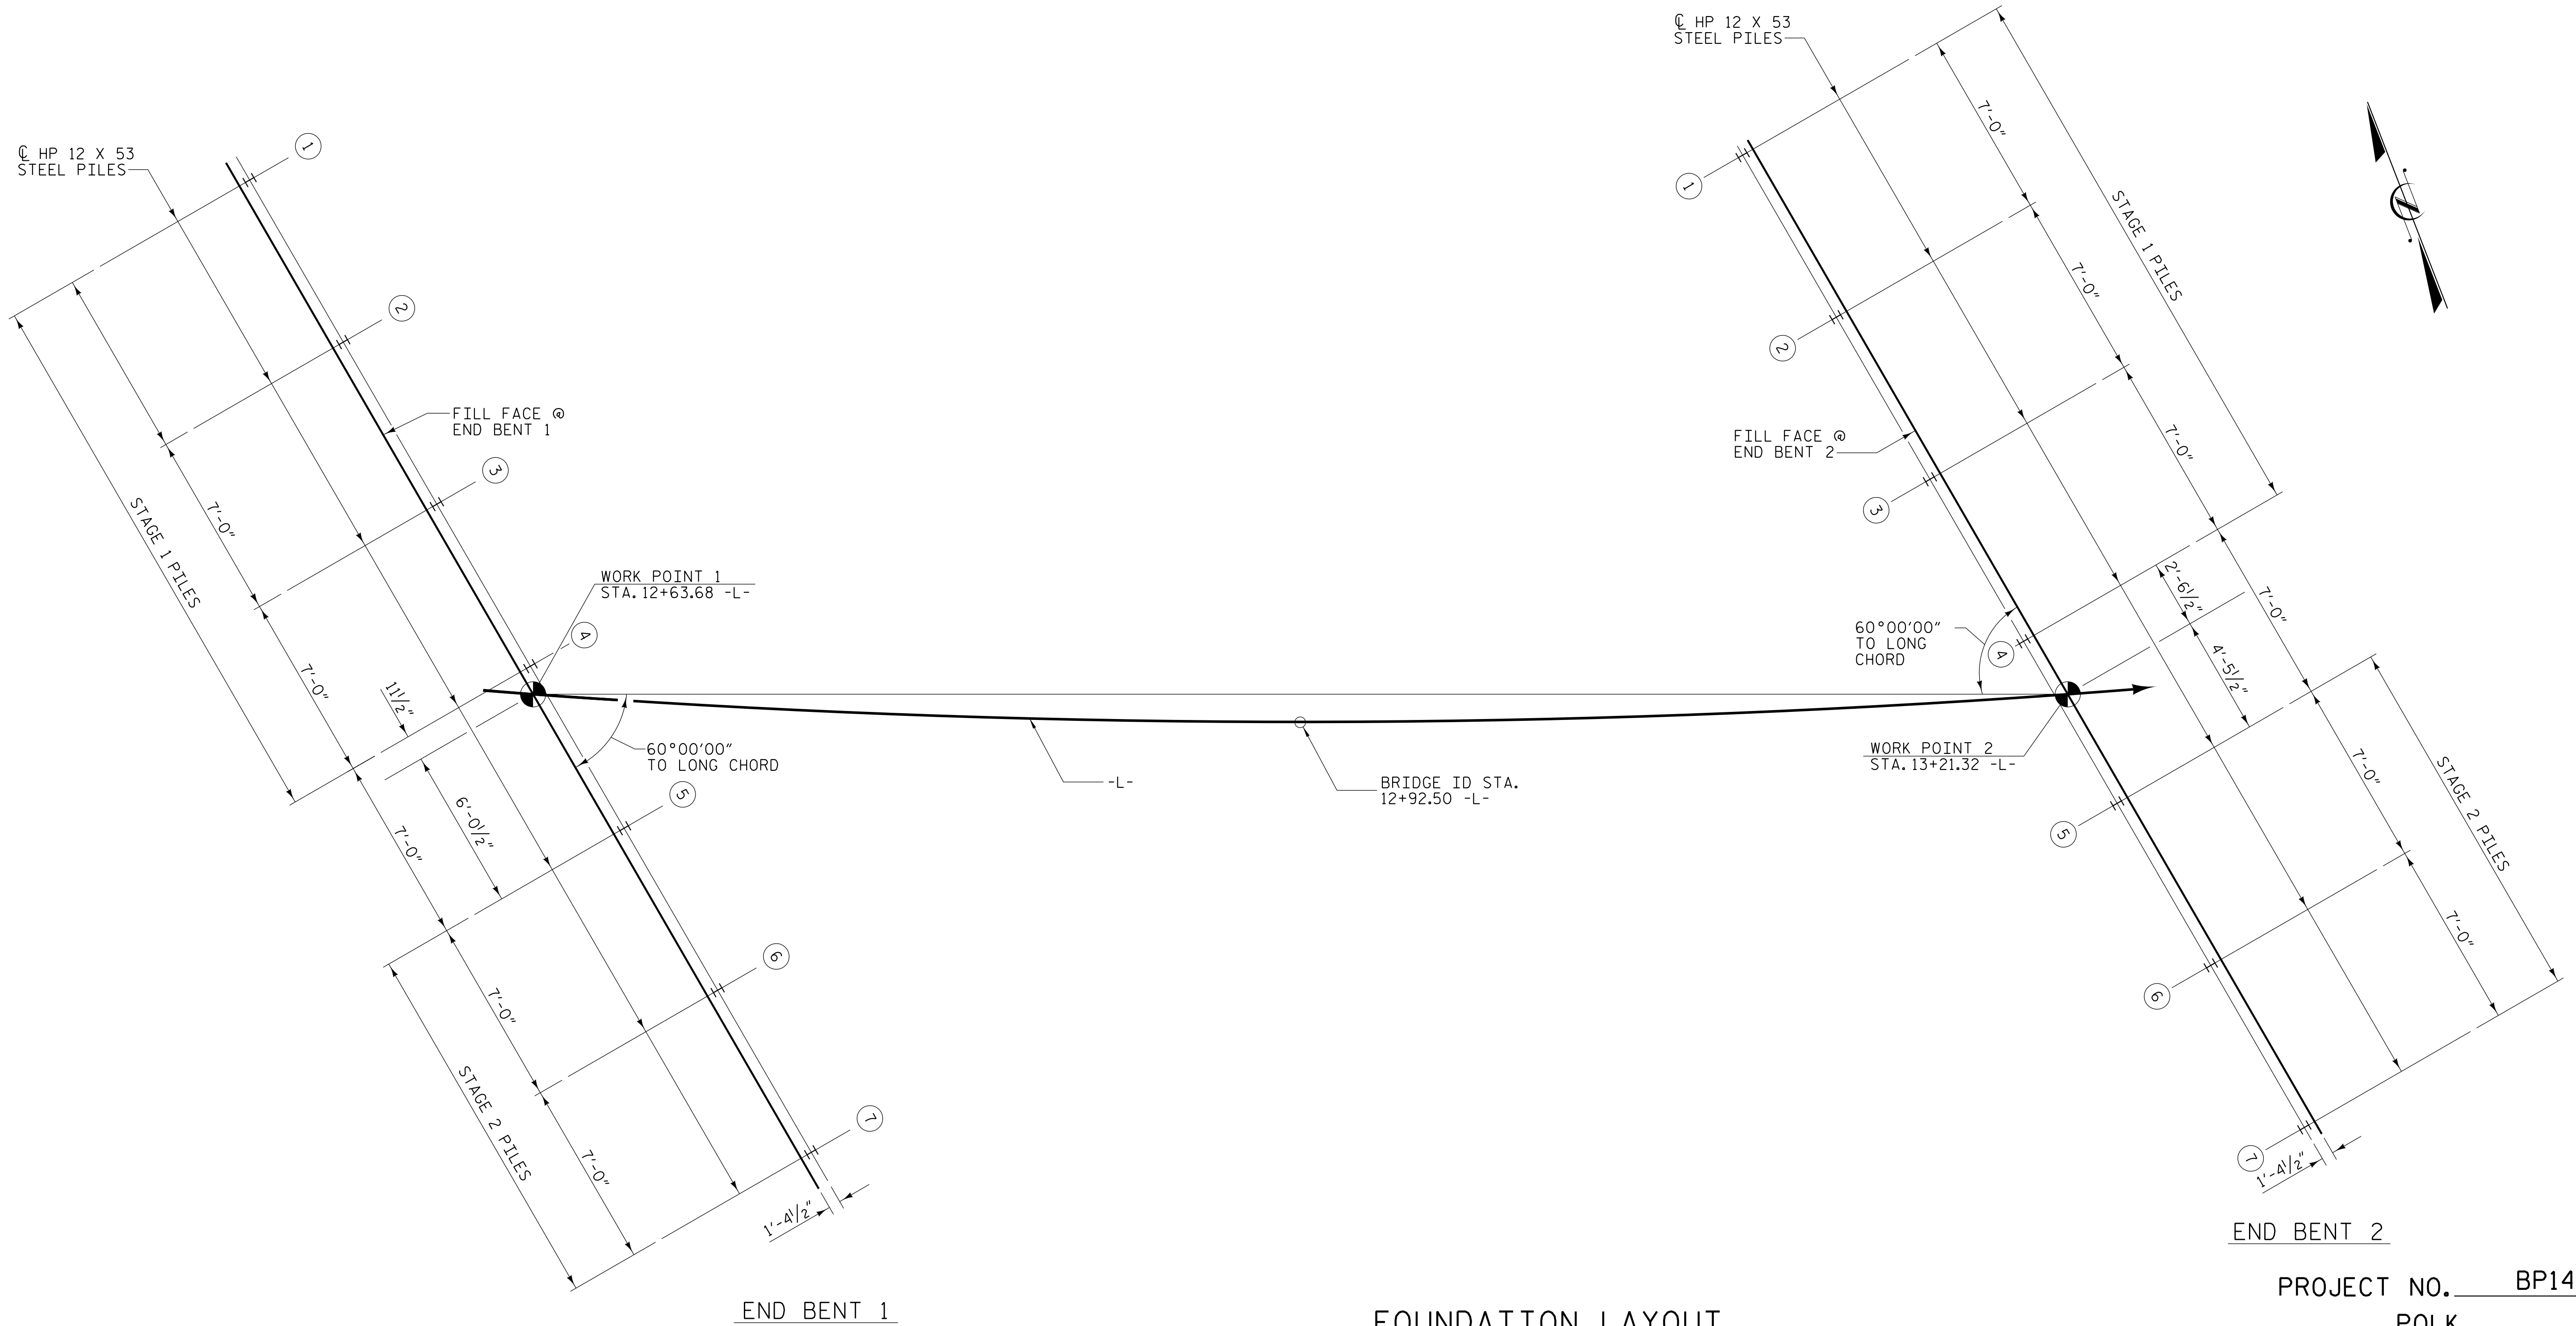 ℄ HP 12 X 53
STEEL PILES
1
2
3
4
5
6
7
FILL FACE @
END BENT 1
STAGE 1 PILES
7'-0"
7'-0"
7'-0"
7'-0"
7'-0"
7'-0"
11½"
6'-0½"
STAGE 2 PILES
1'-4½"
WORK POINT 1
STA. 12+63.68 -L-
60°00'00"
TO LONG CHORD
END BENT 1
-L-
BRIDGE ID STA.
12+92.50 -L-
℄ HP 12 X 53
STEEL PILES
1
2
3
4
5
6
7
FILL FACE @
END BENT 2
7'-0"
7'-0"
7'-0"
7'-0"
7'-0"
7'-0"
STAGE 1 PILES
2'-6½"
4'-5½"
STAGE 2 PILES
60°00'00"
TO LONG
CHORD
WORK POINT 2
STA. 13+21.32 -L-
1'-4½"
N
END BENT 2
FOUNDATION LAYOUT
PROJECT NO. BP14
POLK